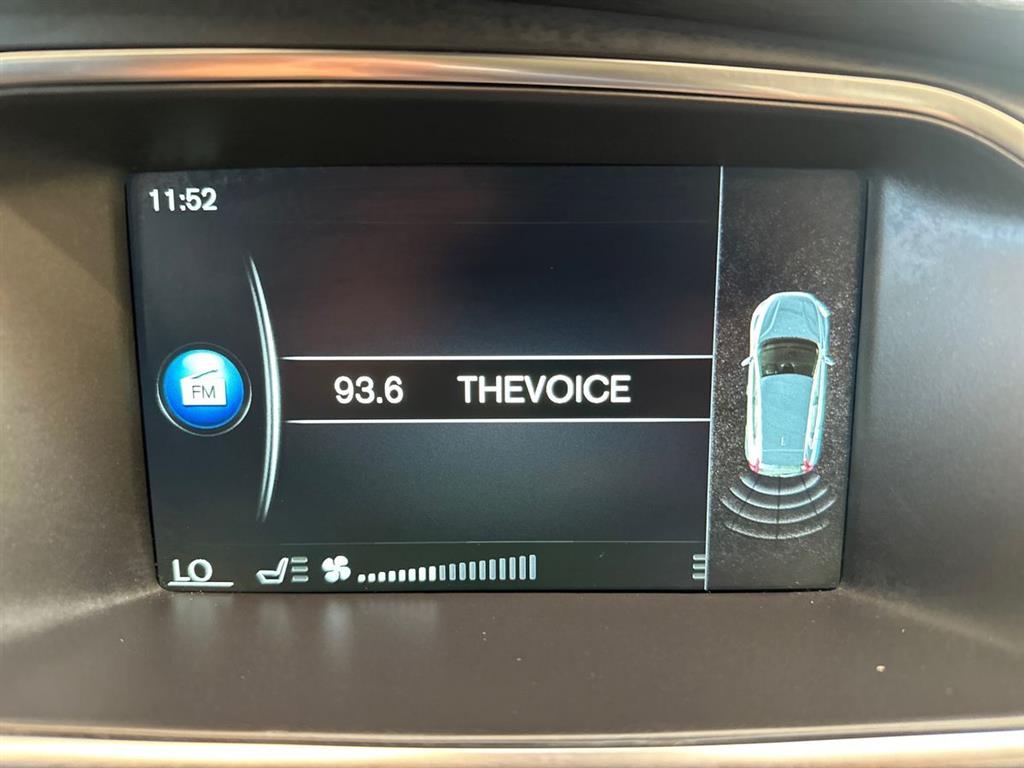 11:52
FM
93.6 THEVOICE
LO